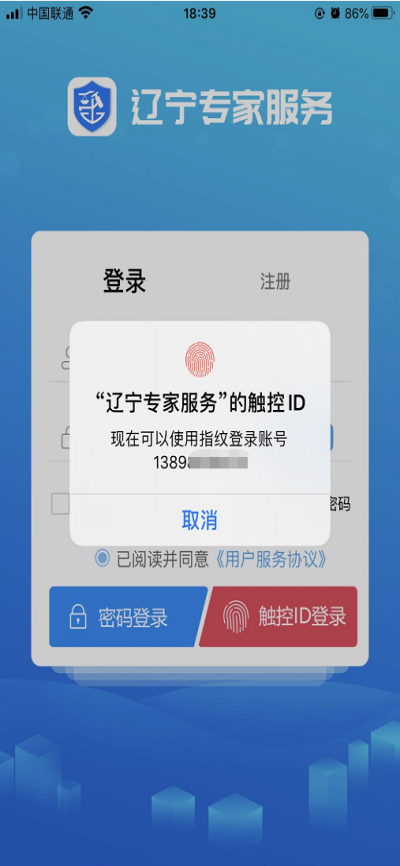 中国联通
18:39
86%
辽宁专家服务
登录
注册
“辽宁专家服务”的触控 ID
现在可以使用指纹登录账号
1389
取消
密码
已阅读并同意《用户服务协议》
密码登录
触控ID登录